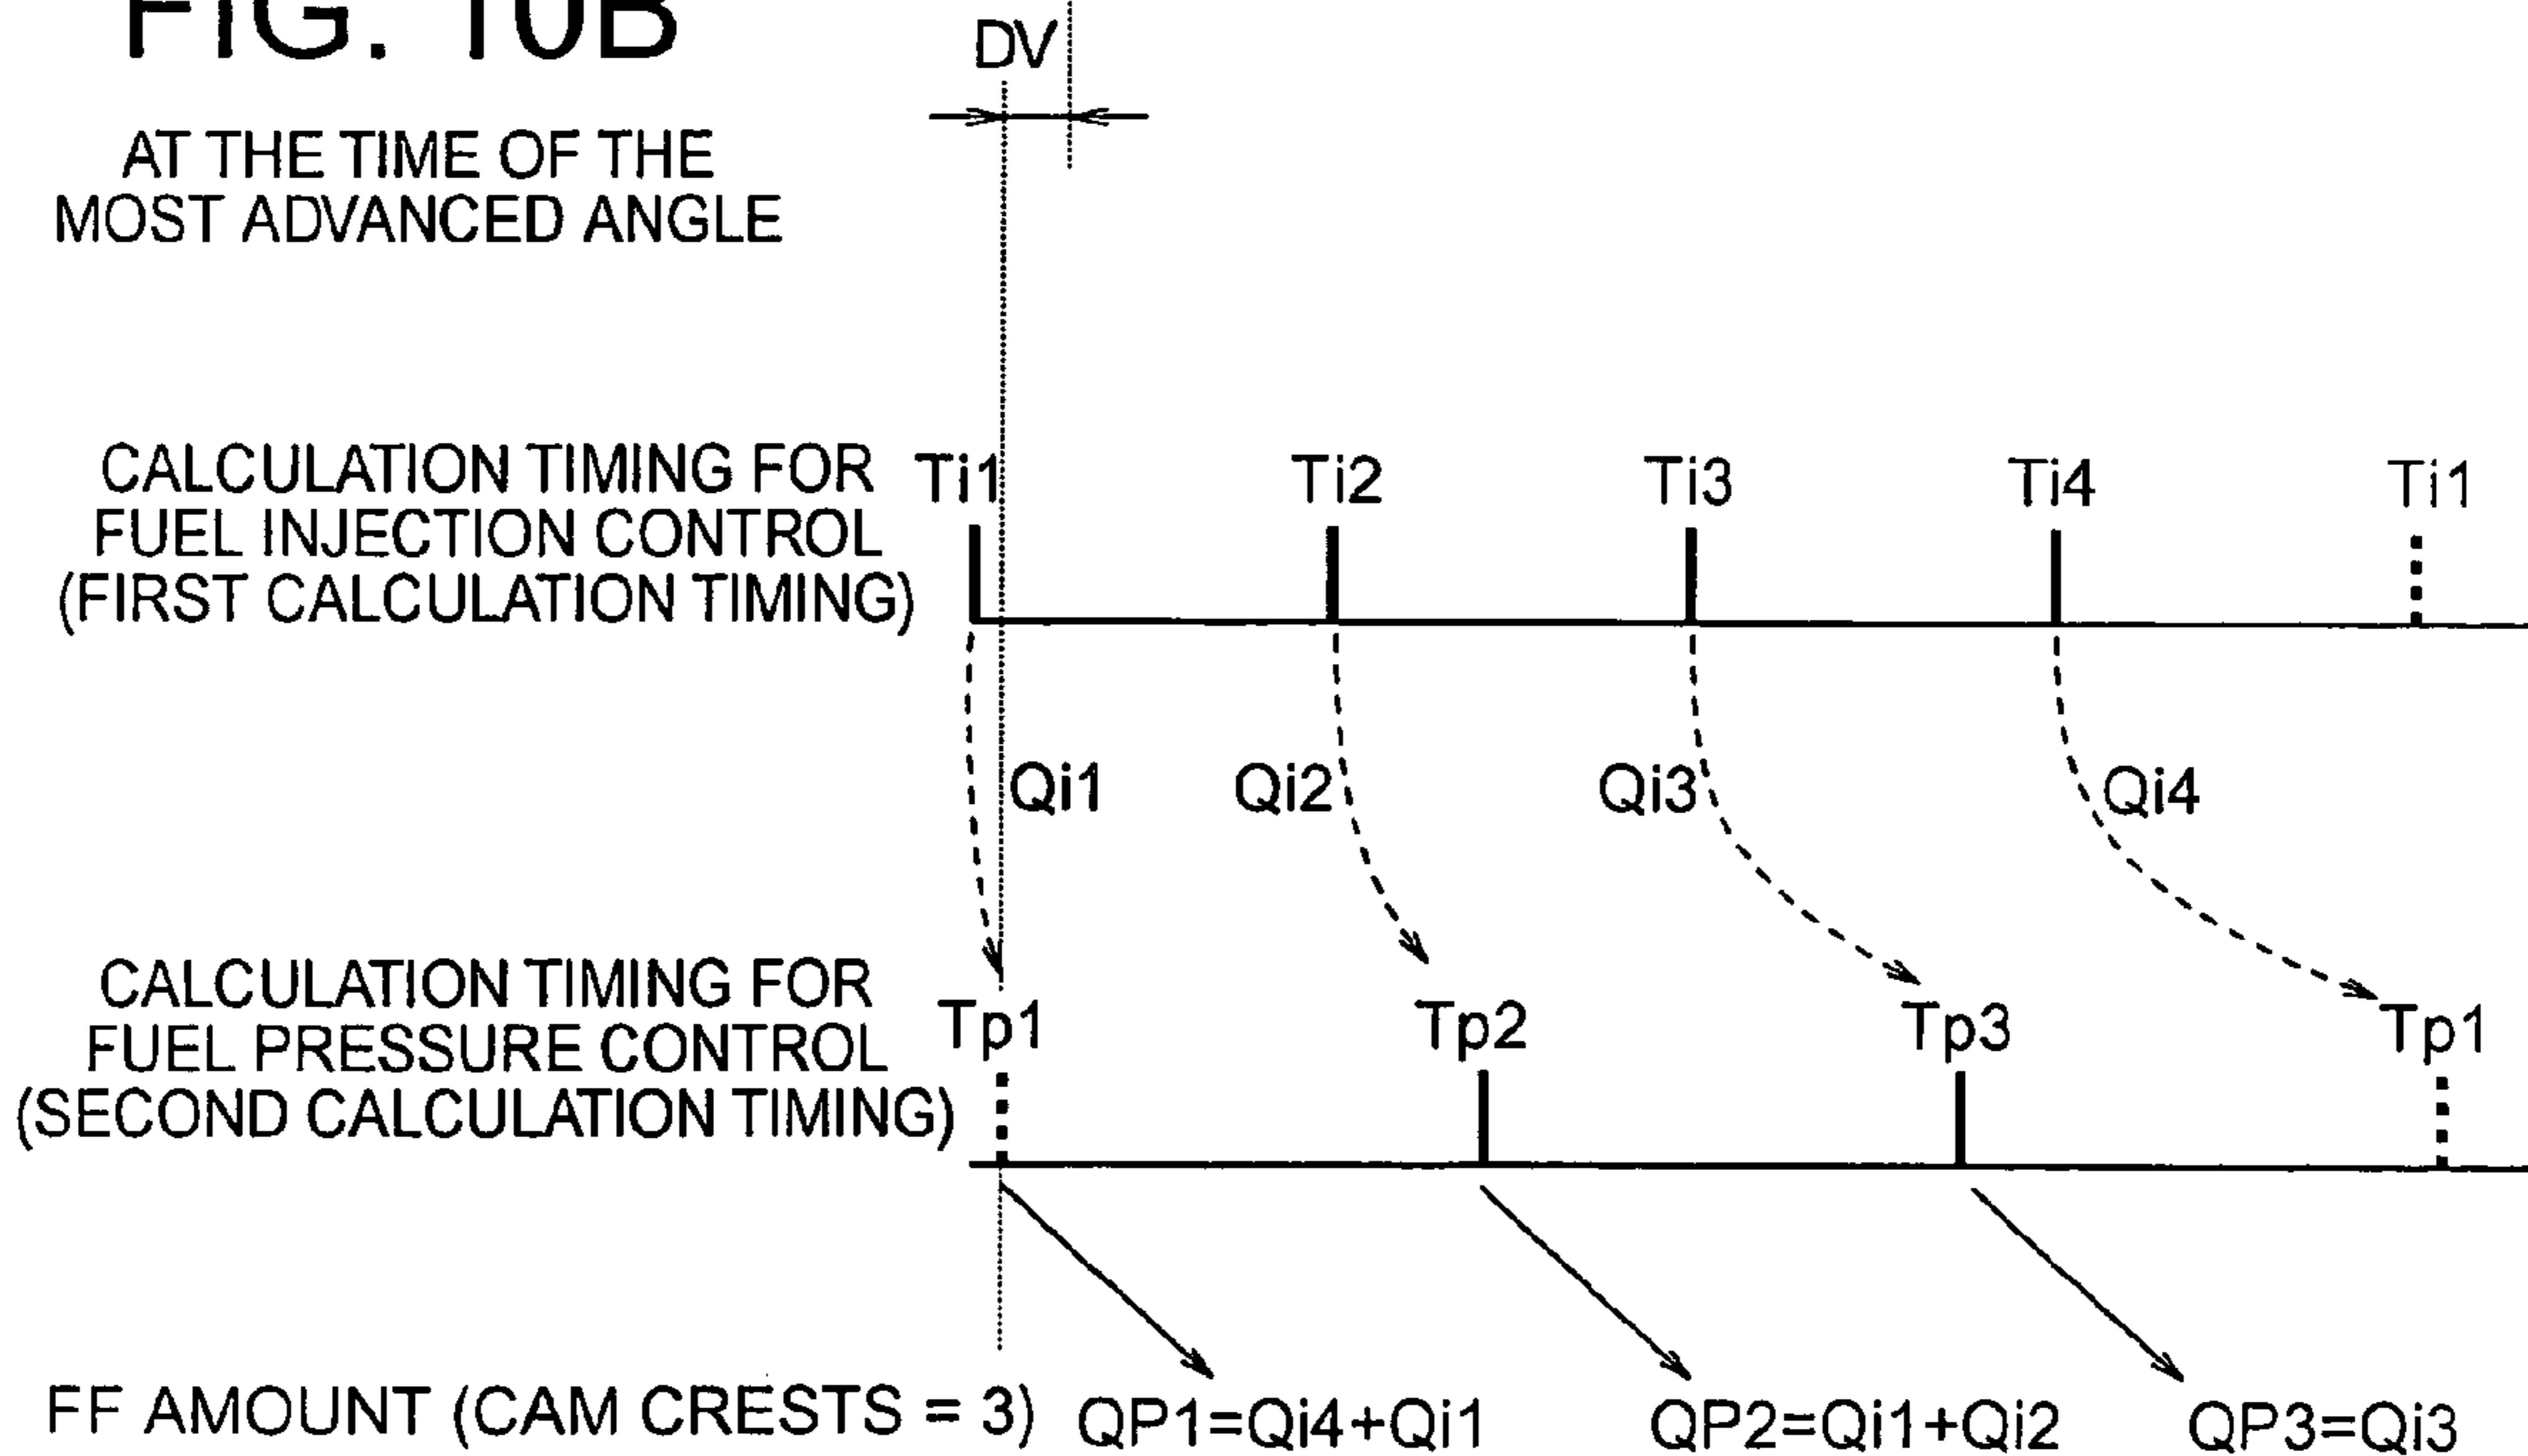 FIG. 10B
DV
AT THE TIME OF THE
MOST ADVANCED ANGLE
CALCULATION TIMING FOR
FUEL INJECTION CONTROL
(FIRST CALCULATION TIMING)
Ti1 Ti2 Ti3 Ti4 Ti1
Qi1 Qi2 Qi3 Qi4
CALCULATION TIMING FOR
FUEL PRESSURE CONTROL
(SECOND CALCULATION TIMING)
Tp1 Tp2 Tp3 Tp1
FF AMOUNT (CAM CRESTS = 3) QP1=Qi4+Qi1 QP2=Qi1+Qi2 QP3=Qi3